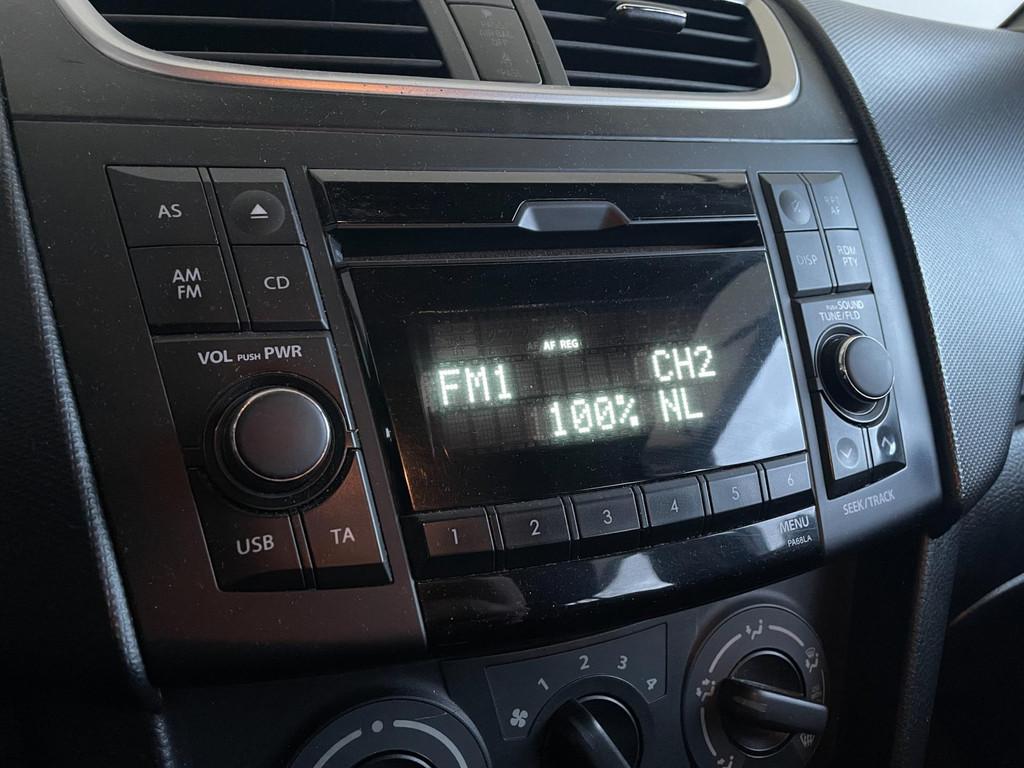 AS
AM
FM
CD
VOL PUSH PWR
USB
TA
AF REG
FM1
CH2
100% NL
1
2
3
4
5
6
MENU
PA68LA
AF
DISP
RDM
PTY
PUSH SOUND
TUNE/FLD
SEEK/TRACK
1
2
3
4